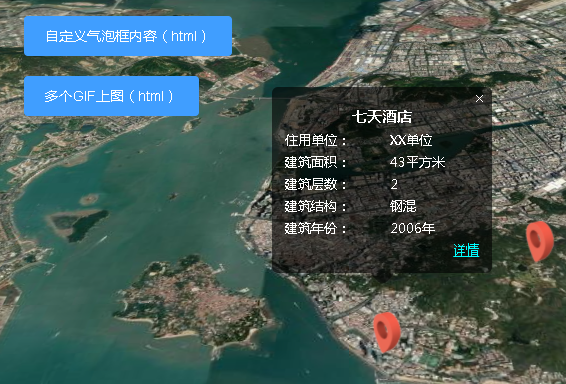 自定义气泡框内容（html）
多个GIF上图（html）
×
七天酒店
住用单位： XX单位
建筑面积： 43平方米
建筑层数： 2
建筑结构： 钢混
建筑年份： 2006年
详情